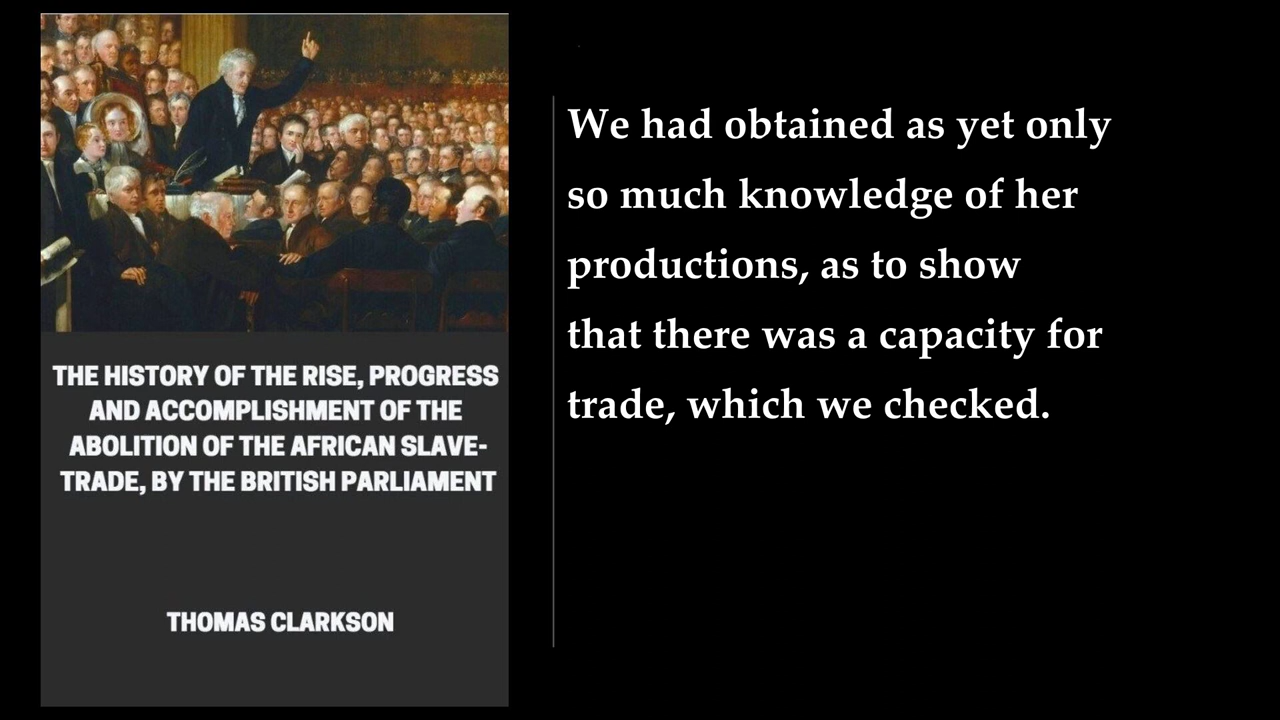 THE HISTORY OF THE RISE, PROGRESS
AND ACCOMPLISHMENT OF THE
ABOLITION OF THE AFRICAN SLAVE-
TRADE, BY THE BRITISH PARLIAMENT
THOMAS CLARKSON
We had obtained as yet only
so much knowledge of her
productions, as to show
that there was a capacity for
trade, which we checked.